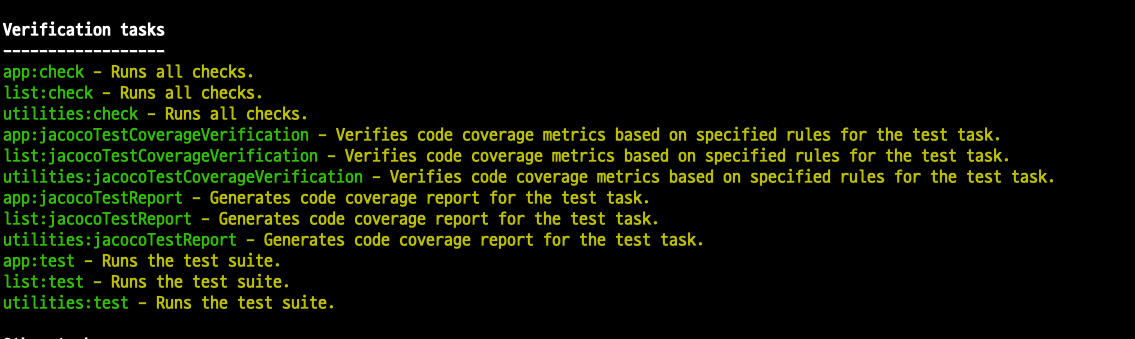 Verification tasks
------------------
app:check - Runs all checks.
list:check - Runs all checks.
utilities:check - Runs all checks.
app:jacocoTestCoverageVerification - Verifies code coverage metrics based on specified rules for the test task.
list:jacocoTestCoverageVerification - Verifies code coverage metrics based on specified rules for the test task.
utilities:jacocoTestCoverageVerification - Verifies code coverage metrics based on specified rules for the test task.
app:jacocoTestReport - Generates code coverage report for the test task.
list:jacocoTestReport - Generates code coverage report for the test task.
utilities:jacocoTestReport - Generates code coverage report for the test task.
app:test - Runs the test suite.
list:test - Runs the test suite.
utilities:test - Runs the test suite.